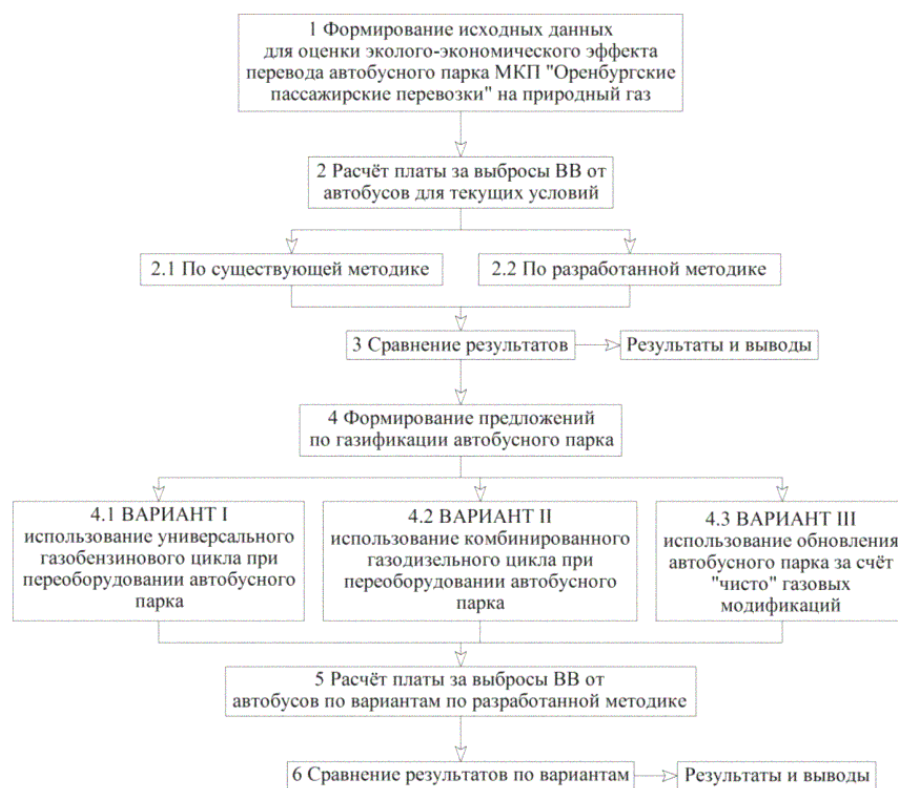 1 Формирование исходных данных
для оценки эколого-экономического эффекта
перевода автобусного парка МКП "Оренбургские
пассажирские перевозки" на природный газ
2 Расчёт платы за выбросы ВВ от
автобусов для текущих условий
2.1 По существующей методике
2.2 По разработанной методике
3 Сравнение результатов
Результаты и выводы
4 Формирование предложений
по газификации автобусного парка
4.1 ВАРИАНТ I
использование универсального
газобензинового цикла при
переоборудовании автобусного
парка
4.2 ВАРИАНТ II
использование комбинированного
газодизельного цикла при
переоборудовании автобусного
парка
4.3 ВАРИАНТ III
использование обновления
автобусного парка за счёт
"чисто" газовых
модификаций
5 Расчёт платы за выбросы ВВ от
автобусов по вариантам по разработанной методике
6 Сравнение результатов по вариантам
Результаты и выводы